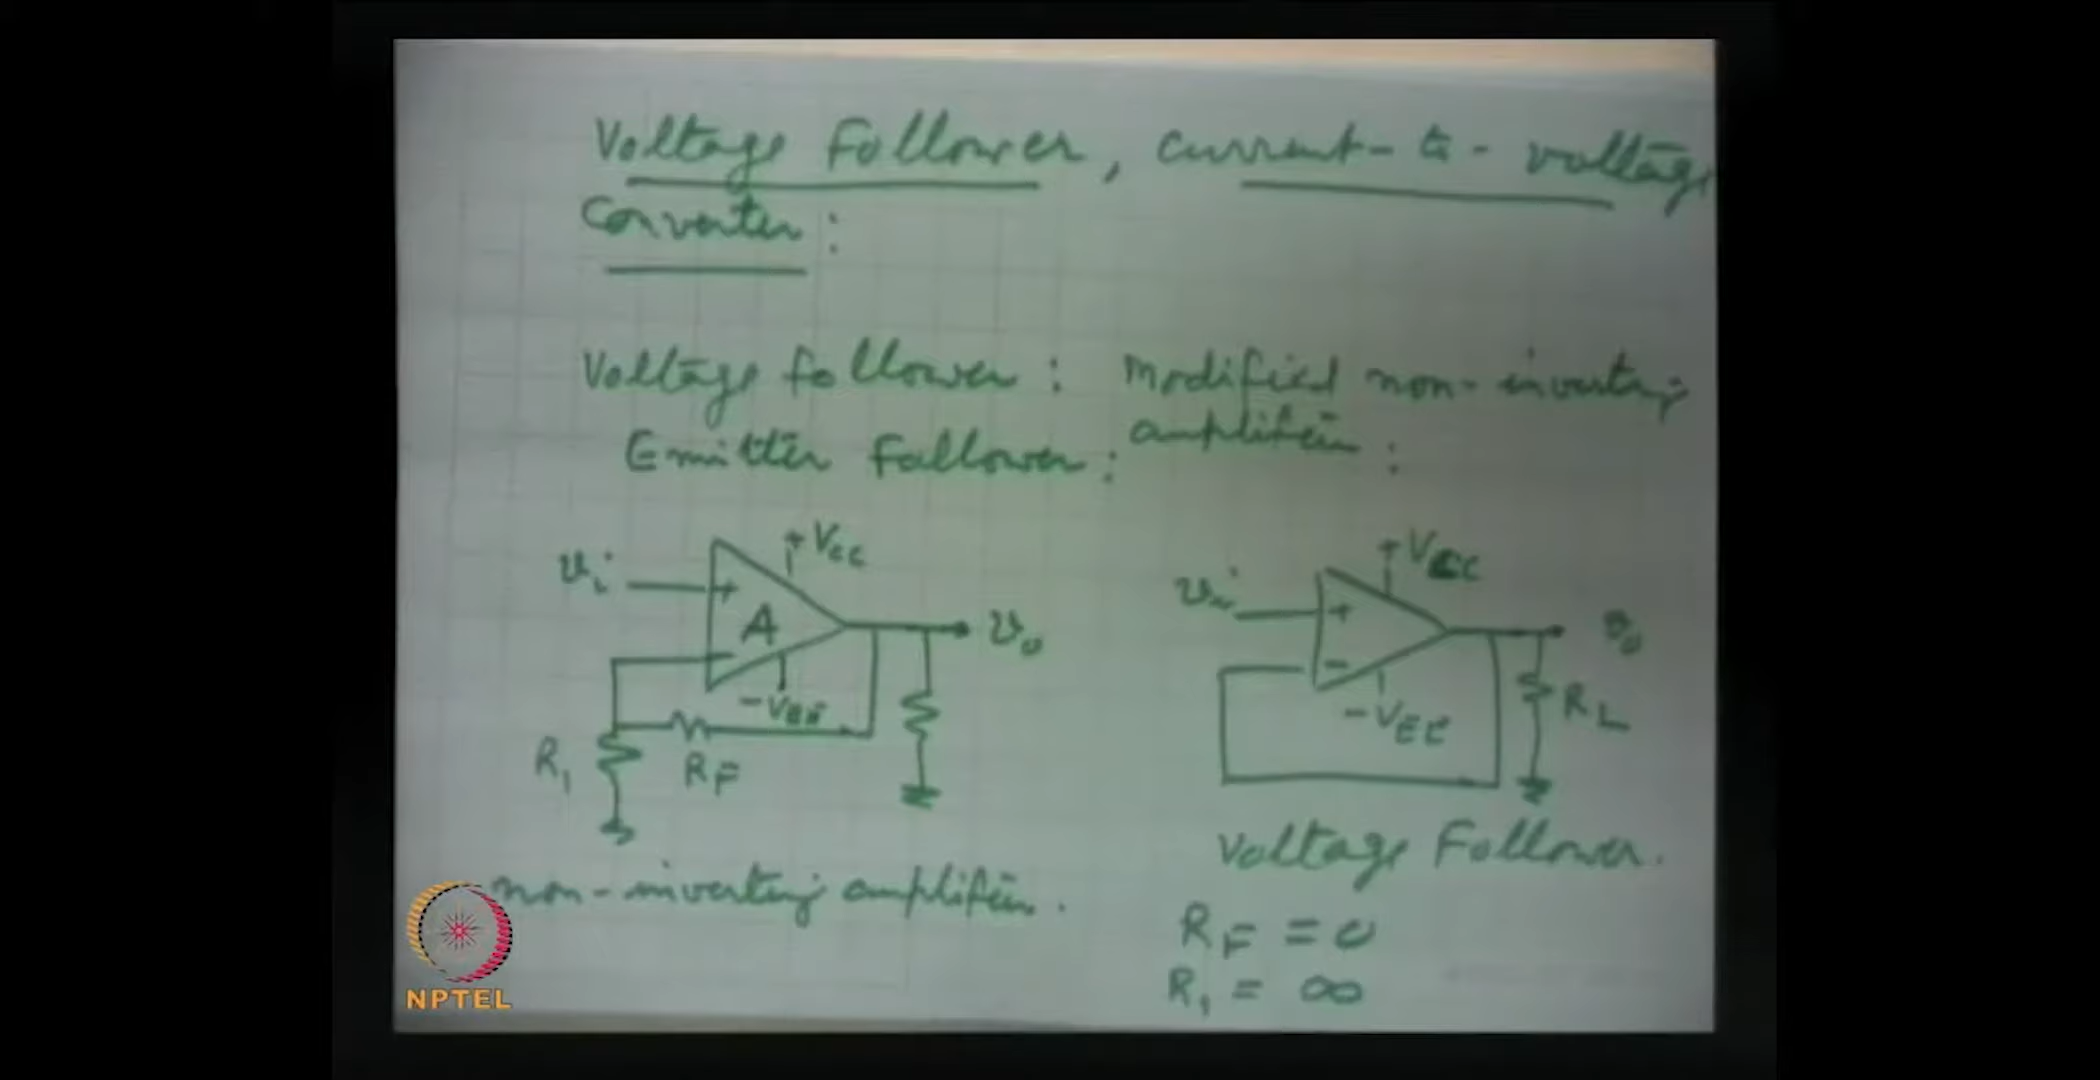 Voltage Follower, current-to-voltage
Converter:
Voltage follower: Modified non-inverting
amplifier:
Emitter Follower:
+VCC
vi
+
A
vo
-VEE
R1
RF
non-inverting amplifier.
+VCC
vi
+
vo
-
RL
-VEE
Voltage Follower.
RF = 0
R1 = ∞
NPTEL